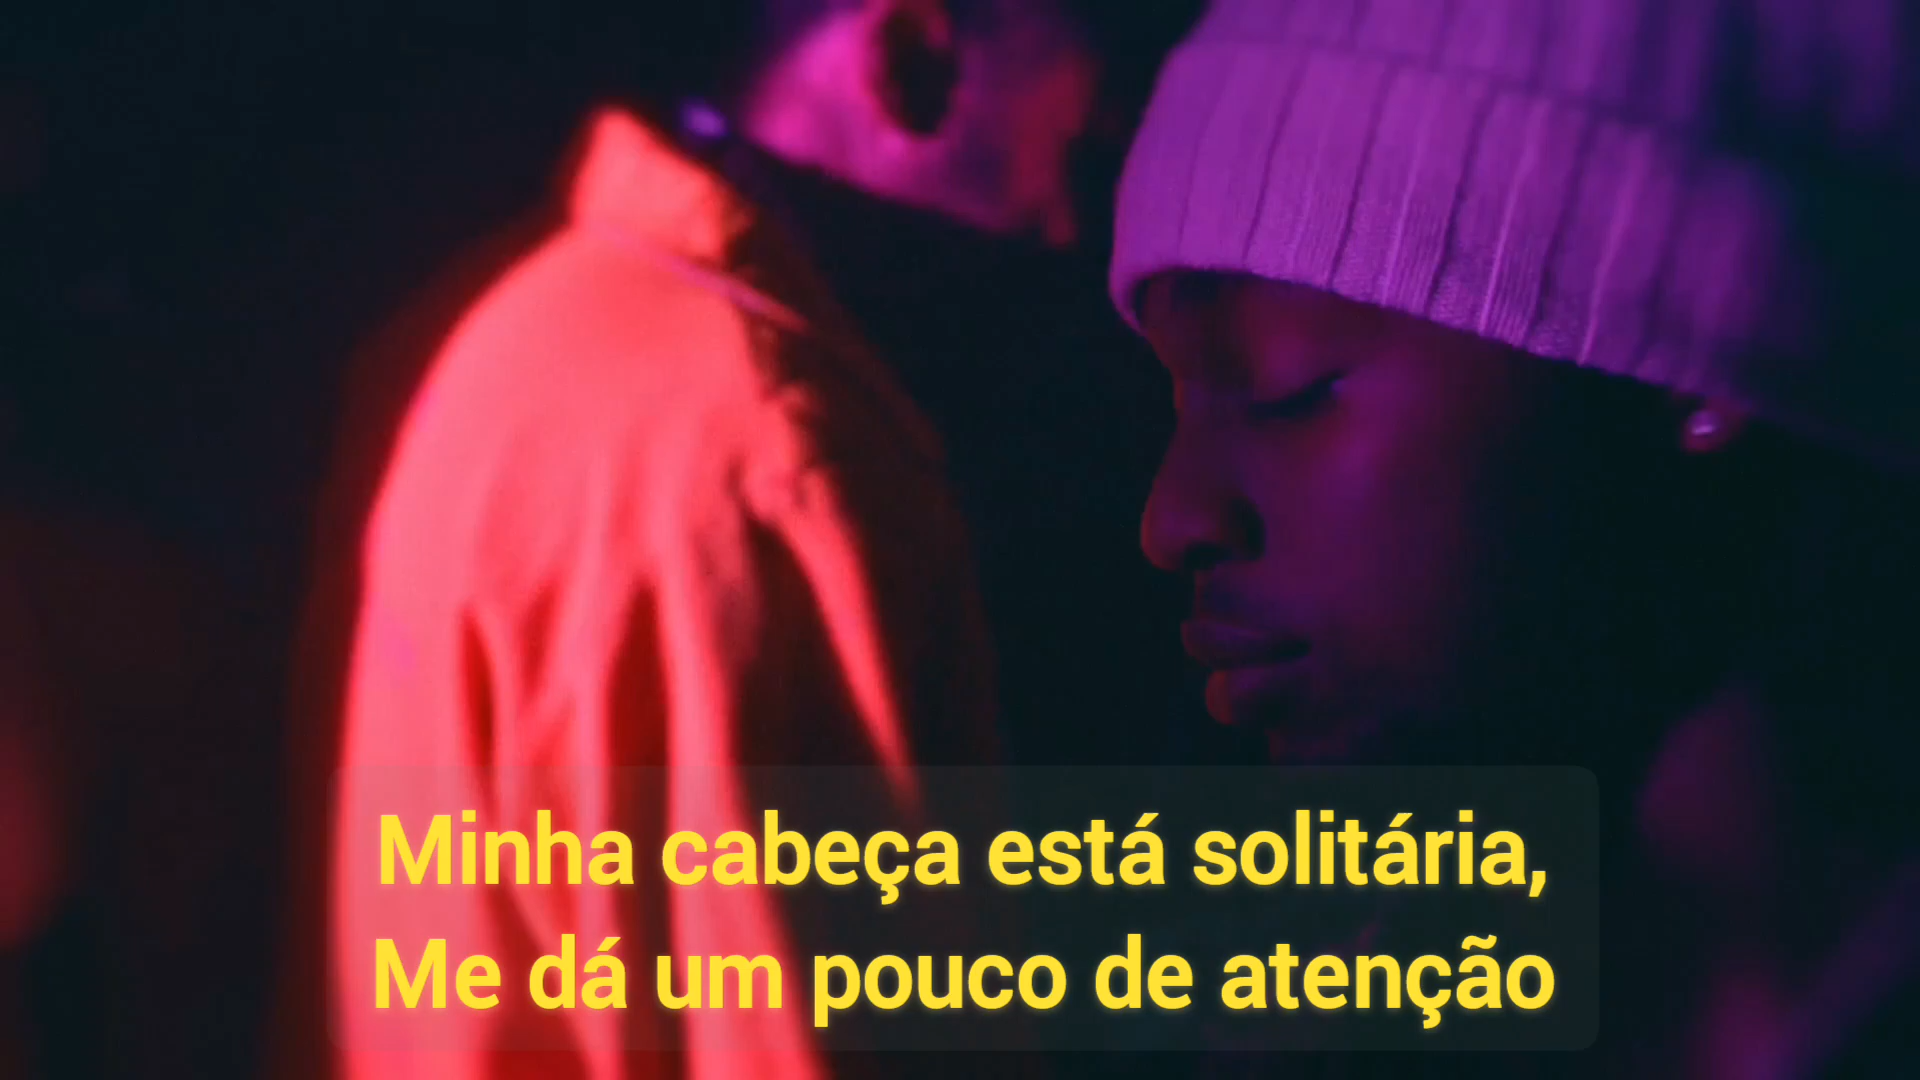 Minha cabeça está solitária,
Me dá um pouco de atenção